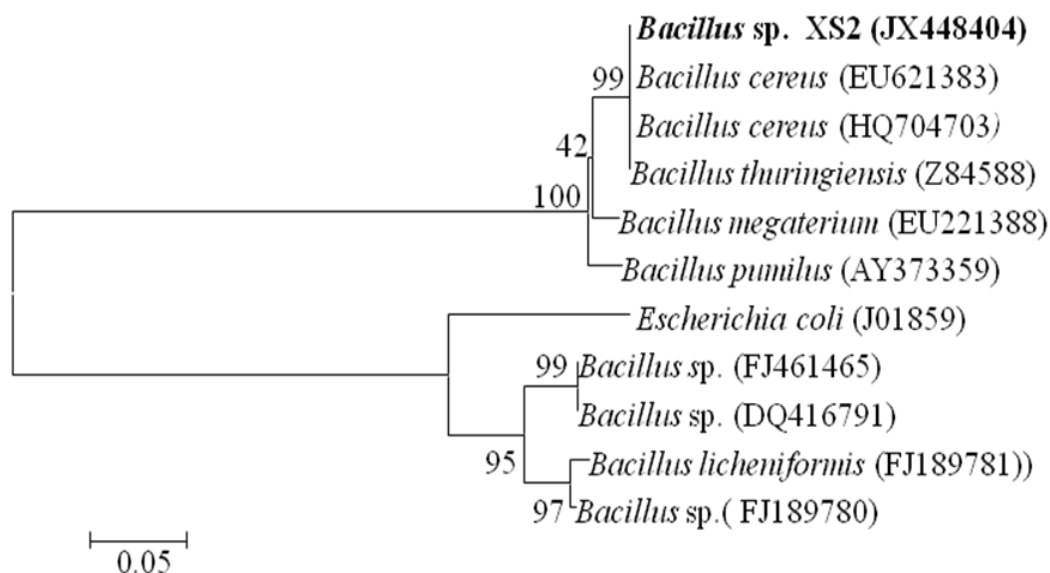 Bacillus sp. XS2 (JX448404)
99 Bacillus cereus (EU621383)
Bacillus cereus (HQ704703)
42
Bacillus thuringiensis (Z84588)
100
Bacillus megaterium (EU221388)
Bacillus pumilus (AY373359)
Escherichia coli (J01859)
99 Bacillus sp. (FJ461465)
Bacillus sp. (DQ416791)
95 Bacillus licheniformis (FJ189781))
97 Bacillus sp.( FJ189780)
0.05